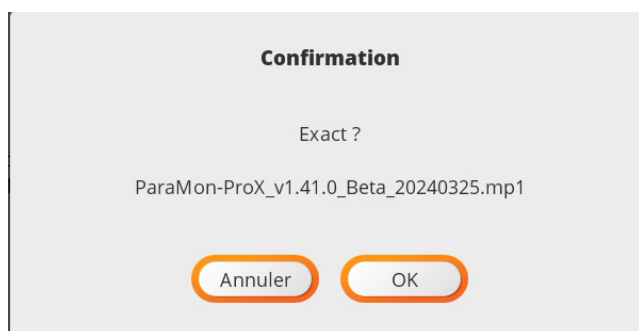 Confirmation
Exact ?
ParaMon-ProX_v1.41.0_Beta_20240325.mp1
Annuler
OK